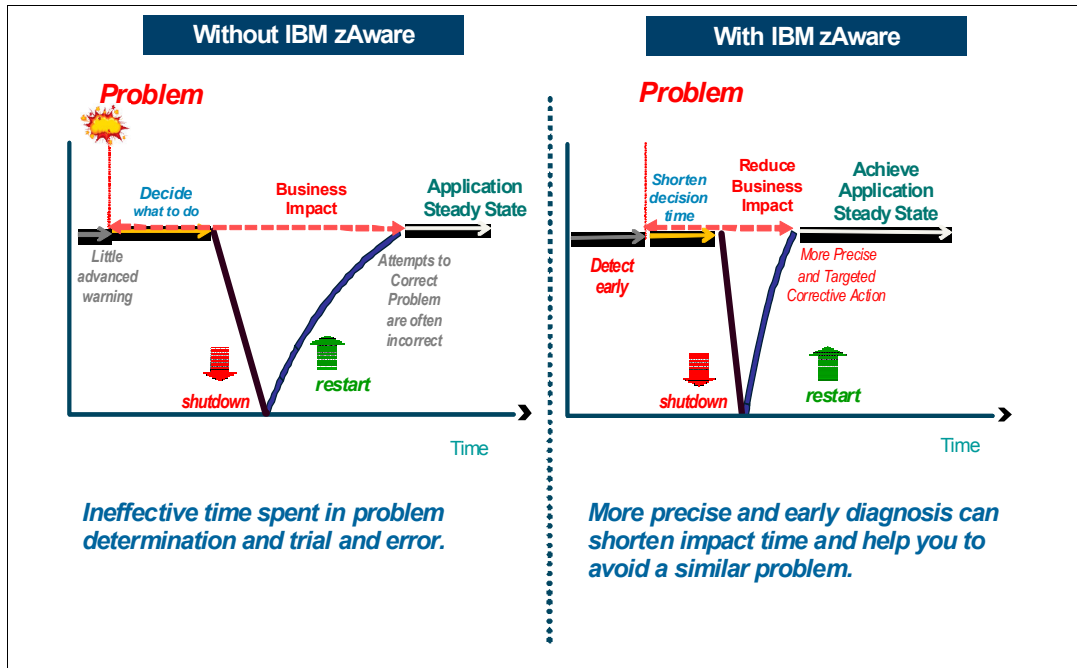 Without IBM zAware
Problem
Decide
what to do
Business
Impact
Application
Steady State
Little
advanced
warning
Attempts to
Correct
Problem
are often
incorrect
shutdown
restart
Time
Ineffective time spent in problem
determination and trial and error.
With IBM zAware
Problem
Shorten
decision
time
Reduce
Business
Impact
Achieve
Application
Steady State
Detect
early
More Precise
and Targeted
Corrective Action
shutdown
restart
Time
More precise and early diagnosis can
shorten impact time and help you to
avoid a similar problem.